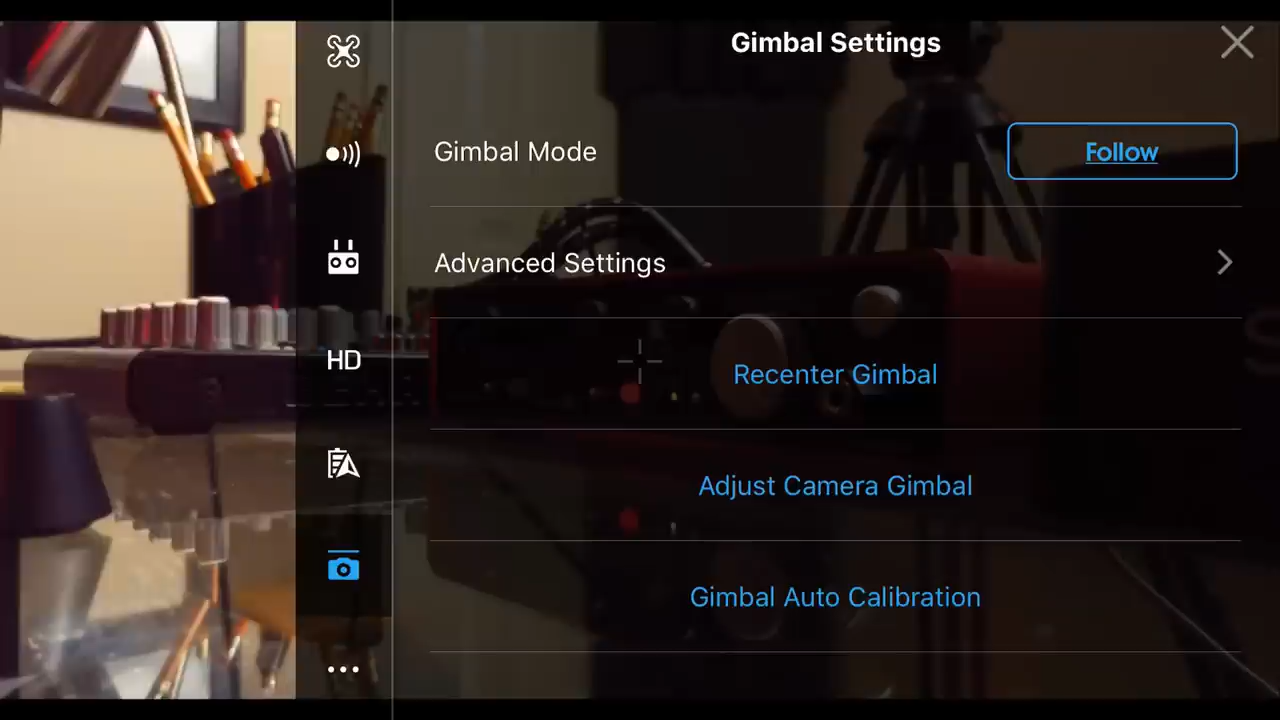 Gimbal Settings
Gimbal Mode
Follow
Advanced Settings
HD
Recenter Gimbal
Adjust Camera Gimbal
Gimbal Auto Calibration